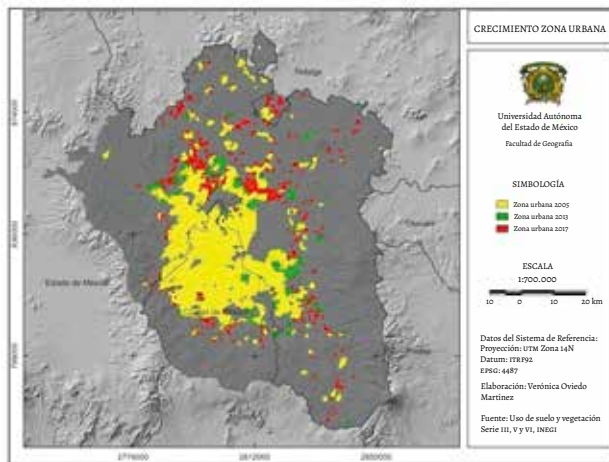 CRECIMIENTO ZONA URBANA
Universidad Autónoma
del Estado de México
Facultad de Geografía
SIMBOLOGÍA
Zona urbana 2005
Zona urbana 2013
Zona urbana 2017
ESCALA
1:700.000
10 0 10 20 km
Datos del Sistema de Referencia:
Proyección: UTM Zona 14N
Datum: ITRF92
EPSG: 4487
Elaboración: Verónica Oviedo
Martínez
Fuente: Uso de suelo y vegetación
Serie III, V y VI, INEGI
Hidalgo
Estado de México
2776000 2812000